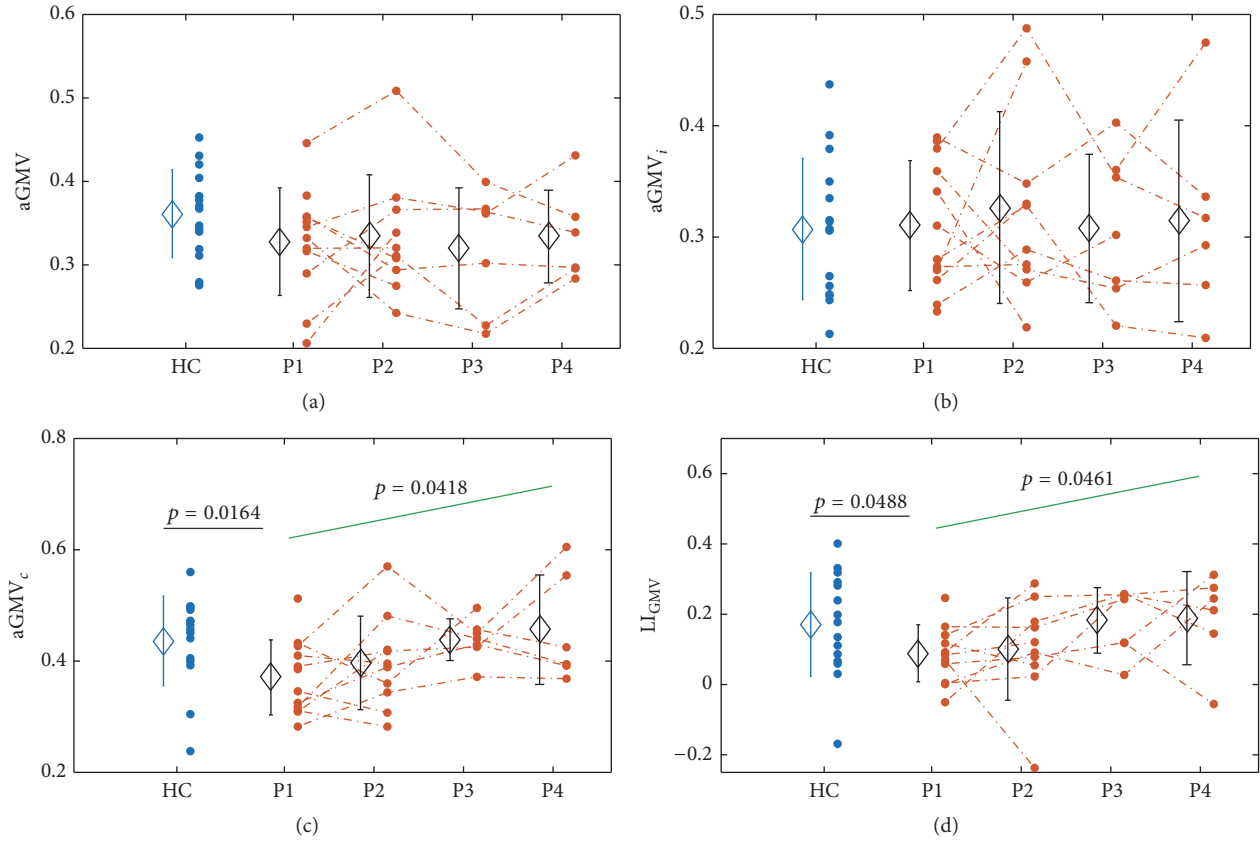 0.6
0.5
0.4
0.3
0.2
aGMV
HC P1 P2 P3 P4
(a)
0.5
0.4
0.3
0.2
aGMVi
HC P1 P2 P3 P4
(b)
0.8
0.6
0.4
0.2
aGMVc
p = 0.0164
p = 0.0418
HC P1 P2 P3 P4
(c)
0.6
0.4
0.2
0
−0.2
LIGMV
p = 0.0488
p = 0.0461
HC P1 P2 P3 P4
(d)